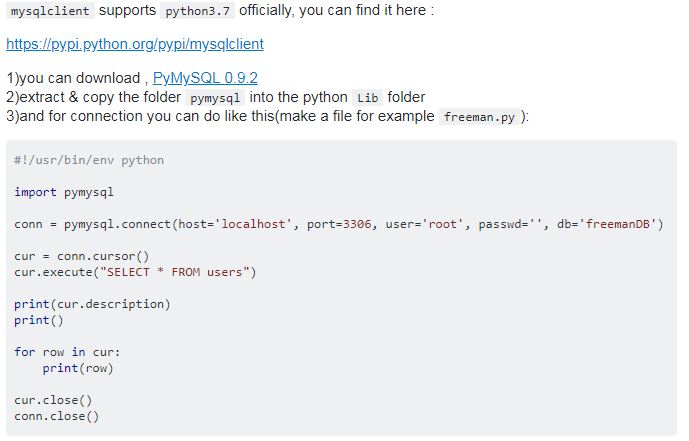 mysqlclient supports python3.7 officially, you can find it here :
https://pypi.python.org/pypi/mysqlclient
1)you can download , PyMySQL 0.9.2
2)extract & copy the folder pymysql into the python Lib folder
3)and for connection you can do like this(make a file for example freeman.py ):
#!/usr/bin/env python
import pymysql
conn = pymysql.connect(host='localhost', port=3306, user='root', passwd='', db='freemanDB')
cur = conn.cursor()
cur.execute("SELECT * FROM users")
print(cur.description)
print()
for row in cur:
    print(row)
cur.close()
conn.close()